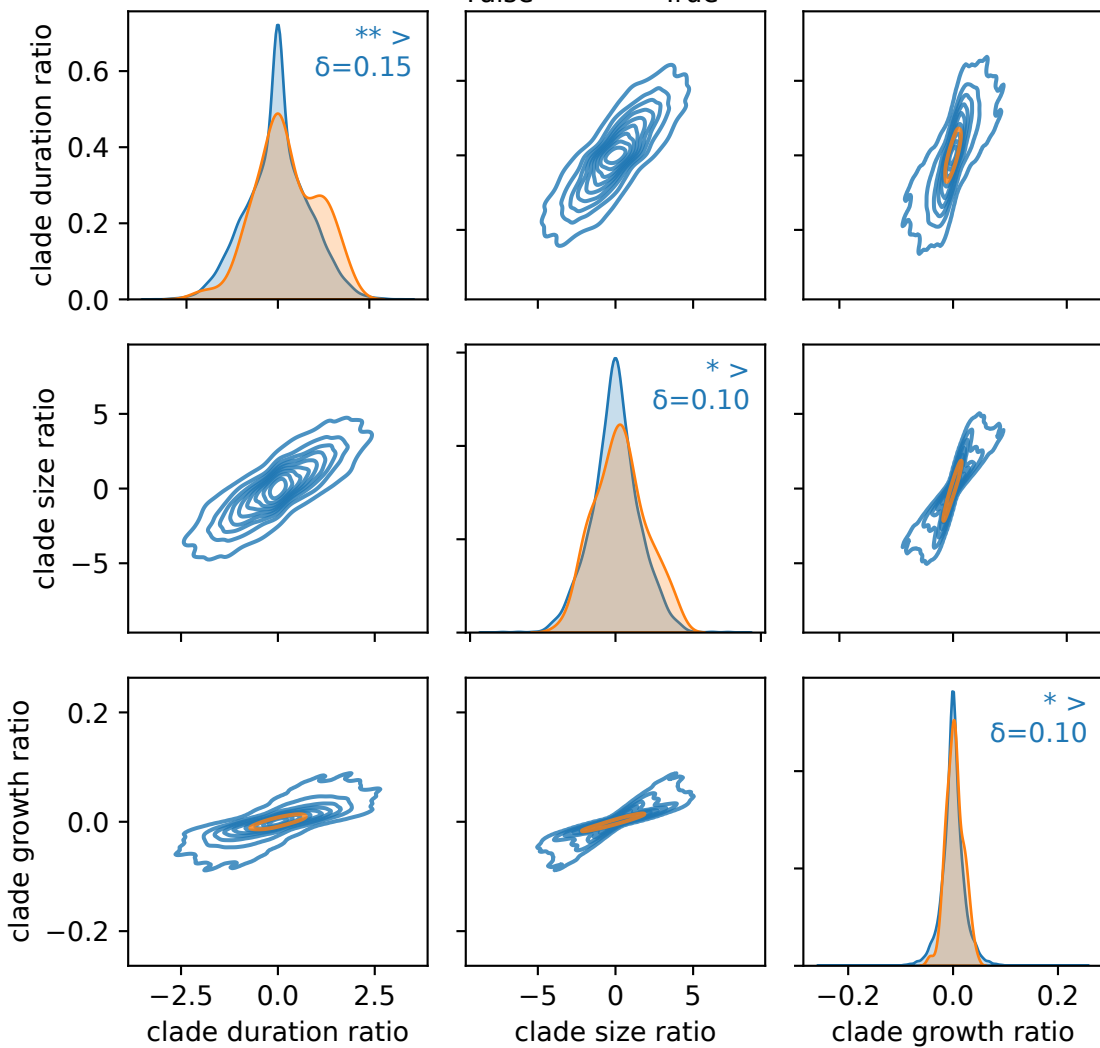 clade duration ratio
0.6
0.4
0.2
0.0
** >
δ=0.15
clade size ratio
5
0
−5
* >
δ=0.10
clade growth ratio
0.2
0.0
−0.2
* >
δ=0.10
−2.5 0.0 2.5
−5 0 5
−0.2 0.0 0.2
clade duration ratio
clade size ratio
clade growth ratio